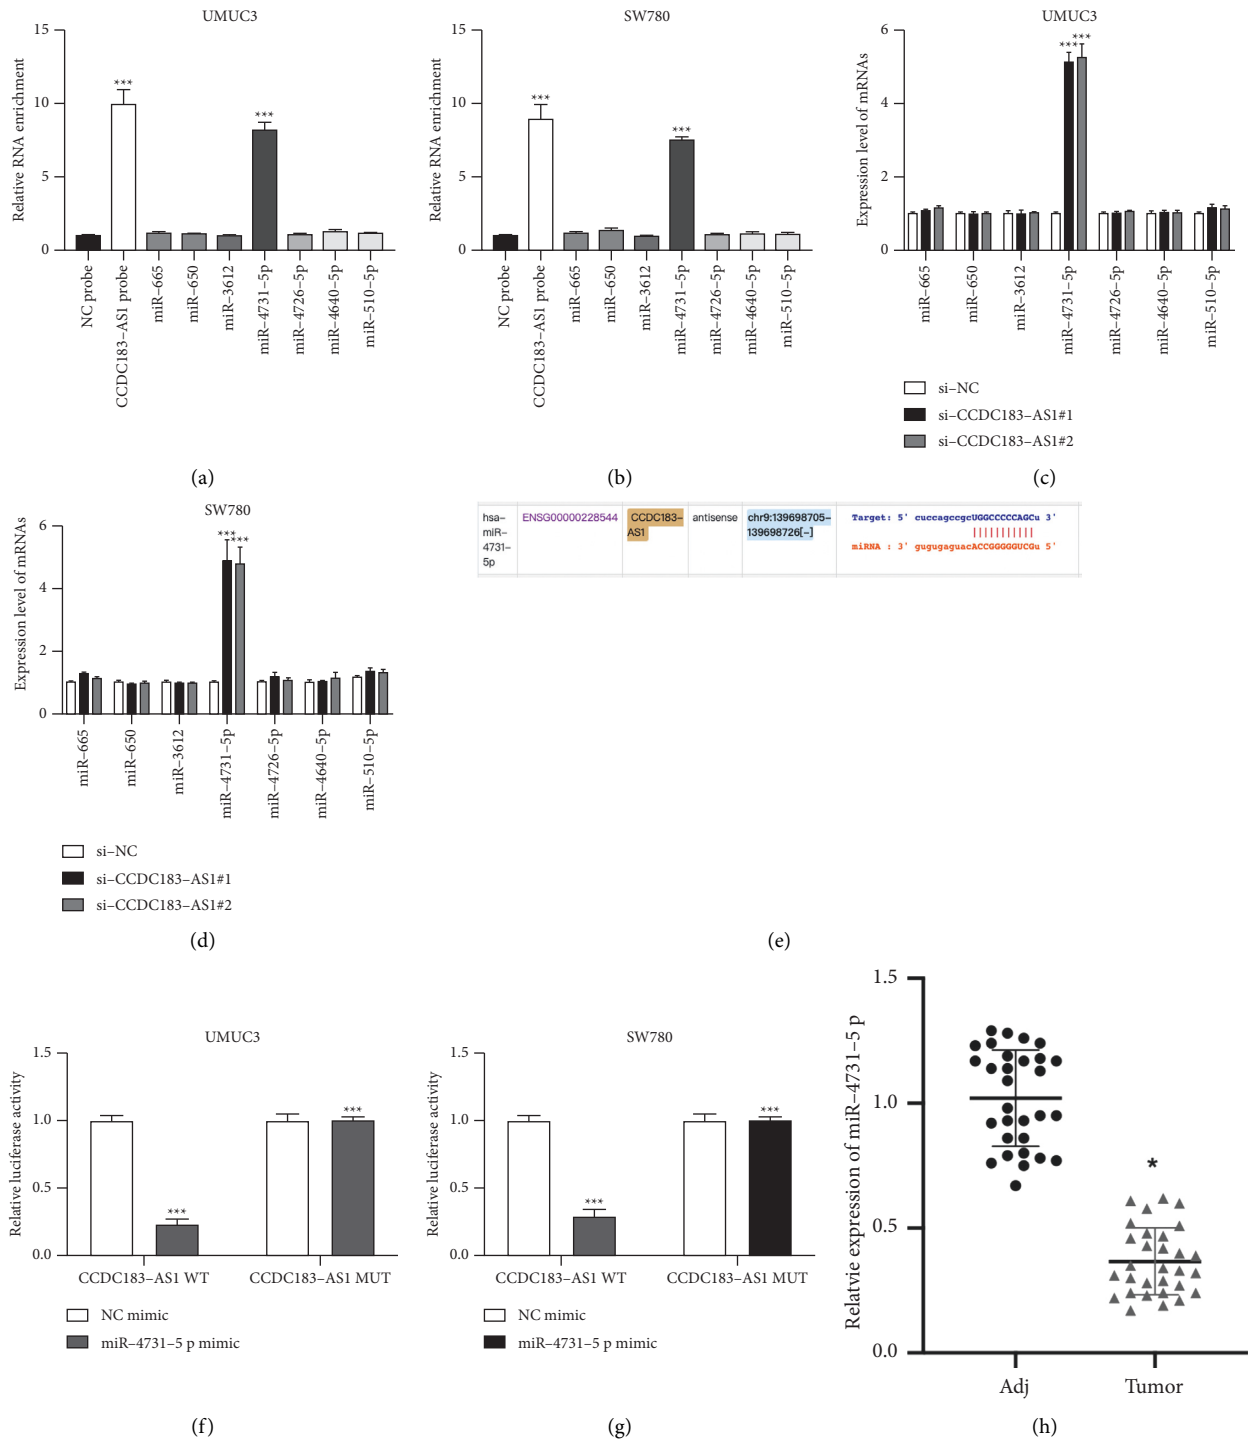 UMUC3
Relative RNA enrichment
15
10
5
0
***
***
NC probe
CCDC183–AS1 probe
miR–665
miR–650
miR–3612
miR–4731–5p
miR–4726–5p
miR–4640–5p
miR–510–5p
(a)
SW780
Relative RNA enrichment
15
10
5
0
***
***
NC probe
CCDC183–AS1 probe
miR–665
miR–650
miR–3612
miR–4731–5p
miR–4726–5p
miR–4640–5p
miR–510–5p
(b)
UMUC3
Expression level of mRNAs
6
4
2
0
***
***
miR–665
miR–650
miR–3612
miR–4731–5p
miR–4726–5p
miR–4640–5p
miR–510–5p
si–NC
si–CCDC183–AS1#1
si–CCDC183–AS1#2
(c)
SW780
Expression level of mRNAs
6
4
2
0
***
***
miR–665
miR–650
miR–3612
miR–4731–5p
miR–4726–5p
miR–4640–5p
miR–510–5p
si–NC
si–CCDC183–AS1#1
si–CCDC183–AS1#2
(d)
hsa–
miR–
4731–
5p
ENSG00000228544
CCDC183–
AS1
antisense
chr9:139698705–
139698726[–]
Target: 5' cuccagccgcUGGCCCCCAGCu 3'
|||||||||||
miRNA : 3' gugugaguacACCGGGGGUCGu 5'
(e)
UMUC3
Relative luciferase activity
1.5
1.0
0.5
0.0
***
***
CCDC183–AS1 WT
CCDC183–AS1 MUT
NC mimic
miR–4731–5 p mimic
(f)
SW780
Relative luciferase activity
1.5
1.0
0.5
0.0
***
***
CCDC183–AS1 WT
CCDC183–AS1 MUT
NC mimic
miR–4731–5 p mimic
(g)
Relatvie expression of miR–4731–5 p
1.5
1.0
0.5
0.0
*
Adj
Tumor
(h)